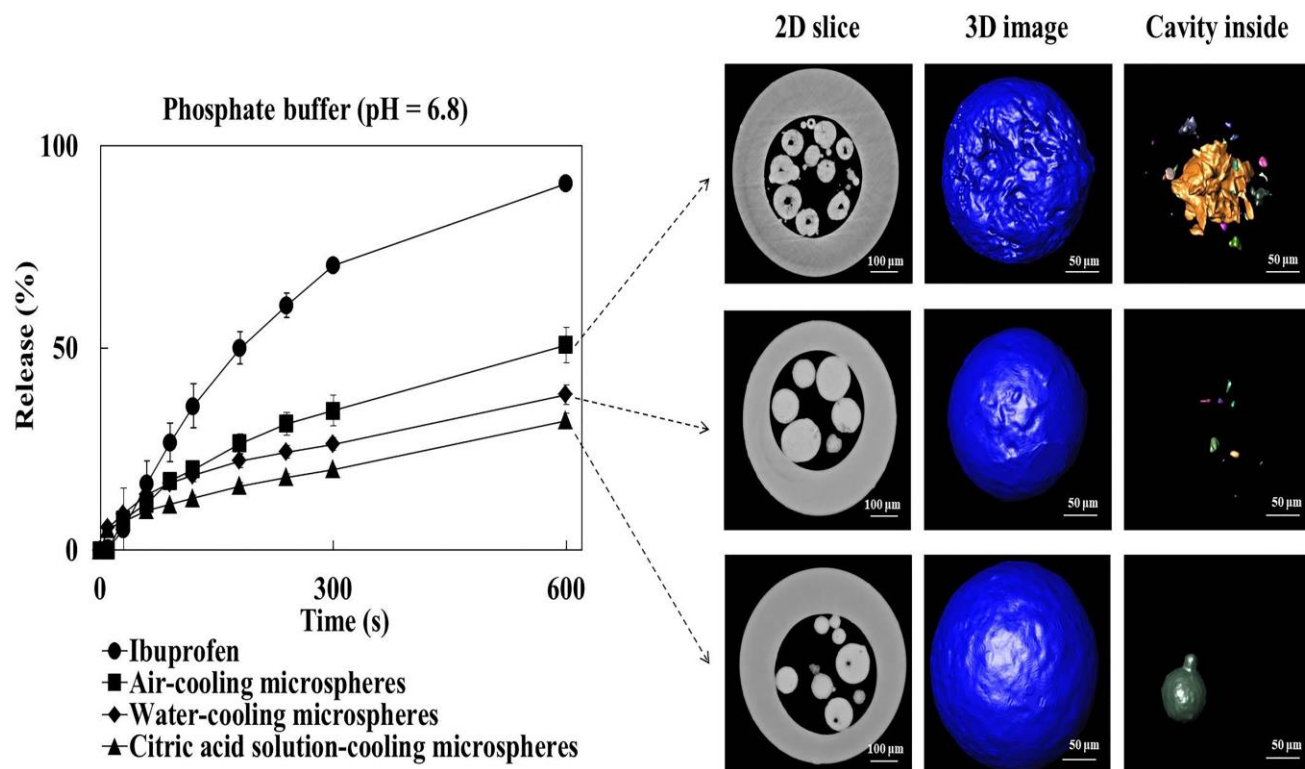 2D slice
3D image
Cavity inside
Phosphate buffer (pH = 6.8)
100
50
0
Release (%)
0
300
600
Time (s)
Ibuprofen
Air-cooling microspheres
Water-cooling microspheres
Citric acid solution-cooling microspheres
100 μm
50 μm
50 μm
100 μm
50 μm
50 μm
100 μm
50 μm
50 μm